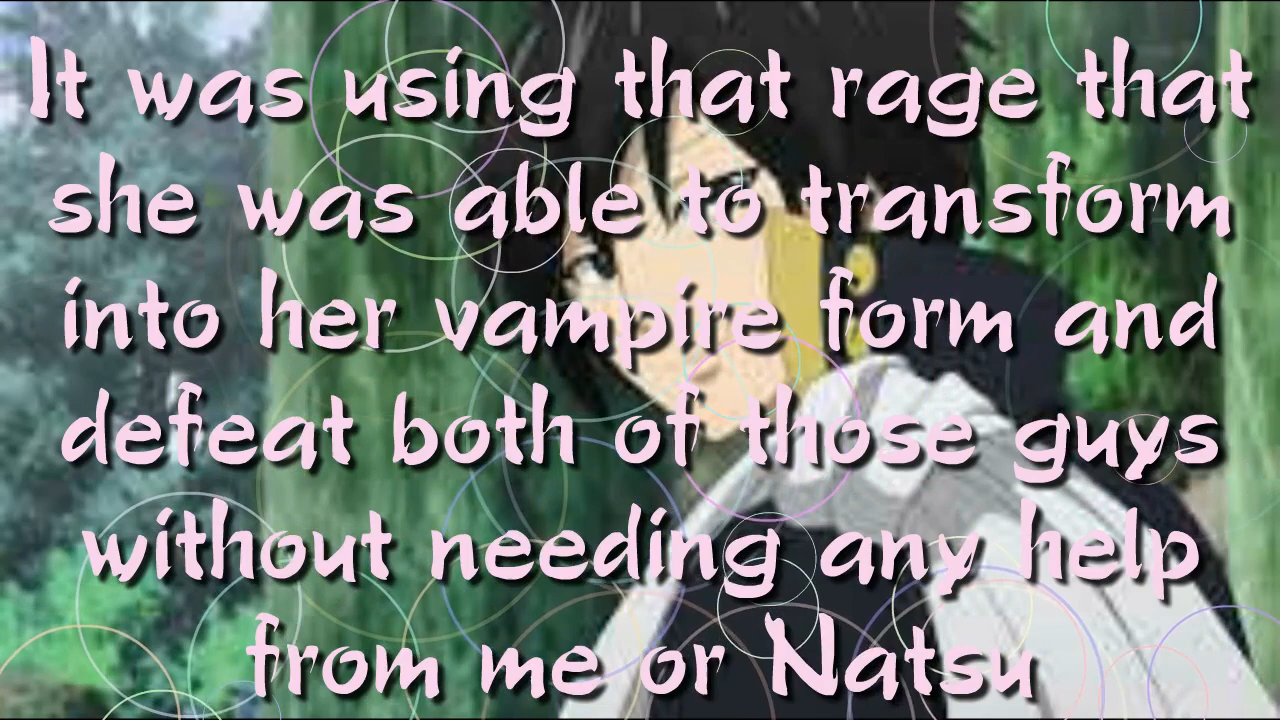 It was using that rage that
she was able to transform
into her vampire form and
defeat both of those guys
without needing any help
from me or Natsu